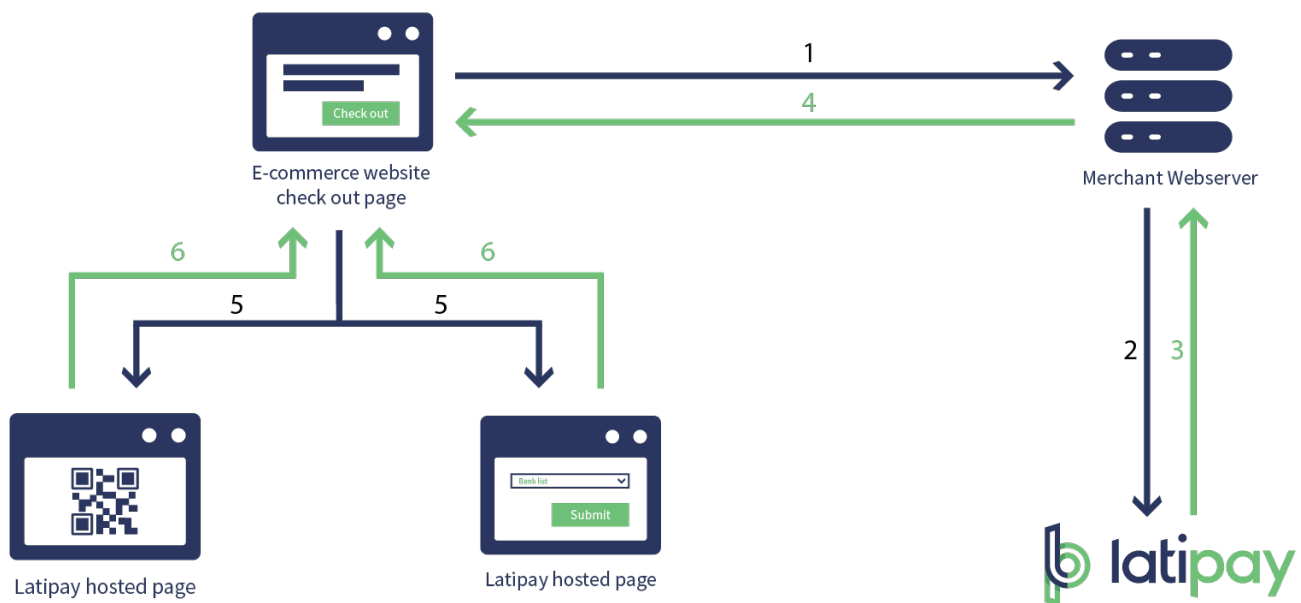 1
4
Check out
E-commerce website
check out page
Merchant Webserver
6
6
5
5
2
3
Bank list
Submit
Latipay hosted page
Latipay hosted page
latipay